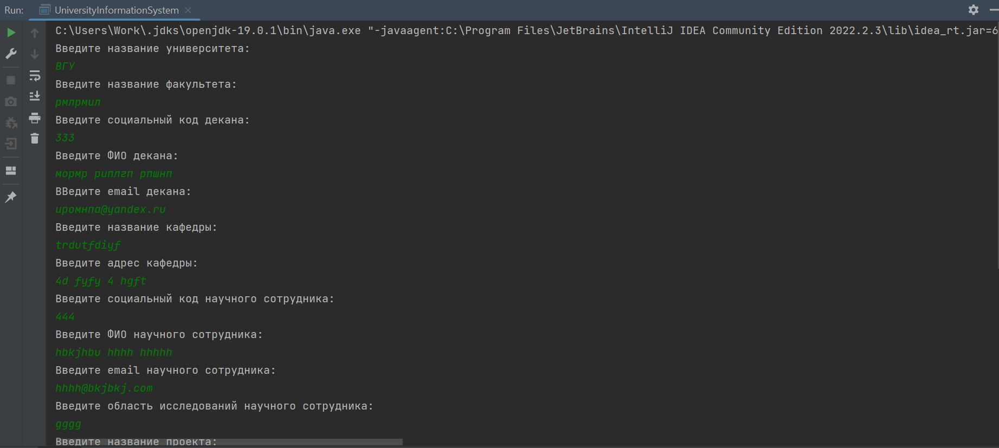 Run: UniversityInformationSystem
C:\Users\Work\.jdks\openjdk-19.0.1\bin\java.exe "-javaagent:C:\Program Files\JetBrains\IntelliJ IDEA Community Edition 2022.2.3\lib\idea_rt.jar=6
Введите название университета:
ВГУ
Введите название факультета:
рмлрмил
Введите социальный код декана:
333
Введите ФИО декана:
мормр риплгп рпшнп
ВВедите email декана:
иромнпа@yandex.ru
Введите название кафедры:
trdutfdiyf
Введите адрес кафедры:
4d fyfy 4 hgft
Введите социальный код научного сотрудника:
444
Введите ФИО научного сотрудника:
hbkjhbu hhhh hhhhh
Введите email научного сотрудника:
hhhh@bkjbkj.com
Введите область исследований научного сотрудника:
gggg
Введите название проекта: